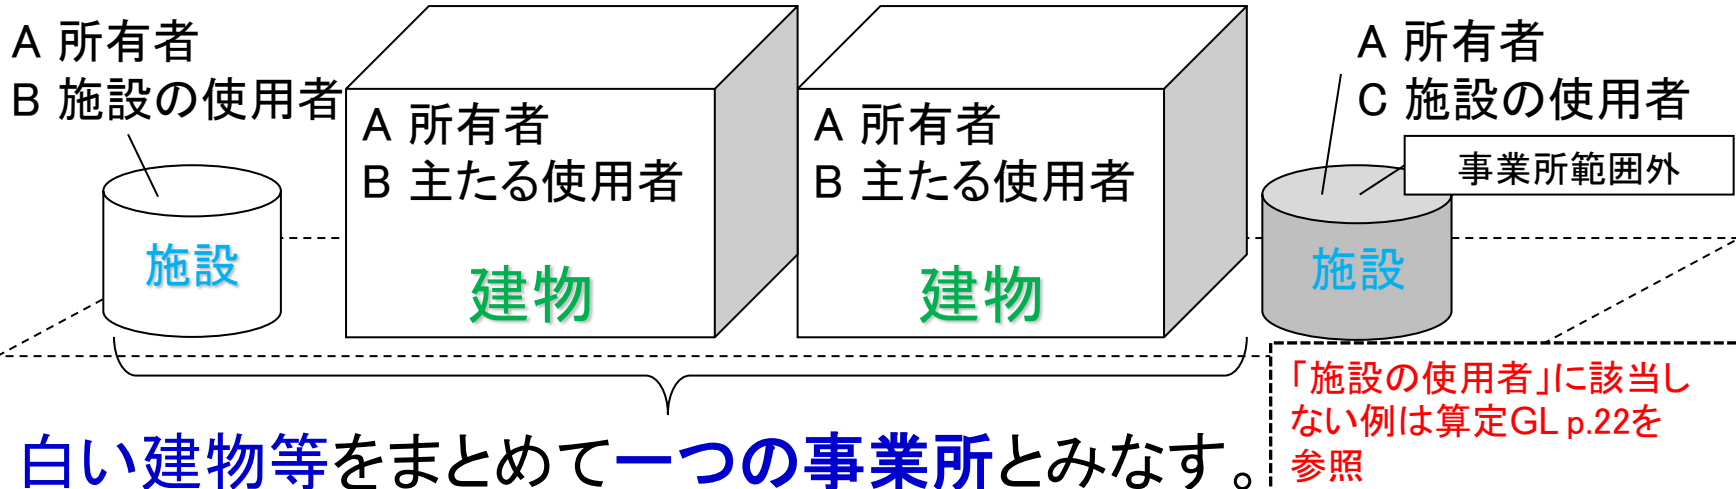 A 所有者
B 施設の使用者
施設
A 所有者
B 主たる使用者
建物
A 所有者
B 主たる使用者
建物
A 所有者
C 施設の使用者
事業所範囲外
施設
白い建物等をまとめて一つの事業所とみなす。
「施設の使用者」に該当し
ない例は算定GL p.22を
参照